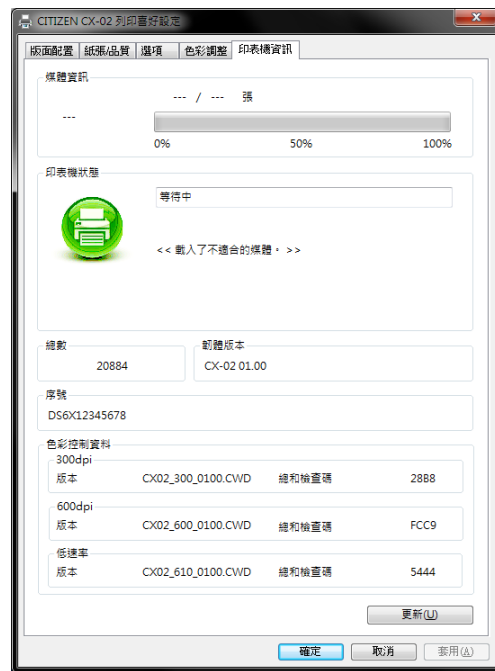 CITIZEN CX-02 列印喜好設定
版面配置 紙張/品質 選項 色彩調整 印表機資訊
媒體資訊
--- / --- 張
---
0% 50% 100%
印表機狀態
等待中
<< 載入了不適合的媒體。 >>
總數 韌體版本
20884 CX-02 01.00
序號
DS6X12345678
色彩控制資料
300dpi
版本 CX02_300_0100.CWD 總和檢查碼 28B8
600dpi
版本 CX02_600_0100.CWD 總和檢查碼 FCC9
低速率
版本 CX02_610_0100.CWD 總和檢查碼 5444
更新(U)
確定 取消 套用(A)